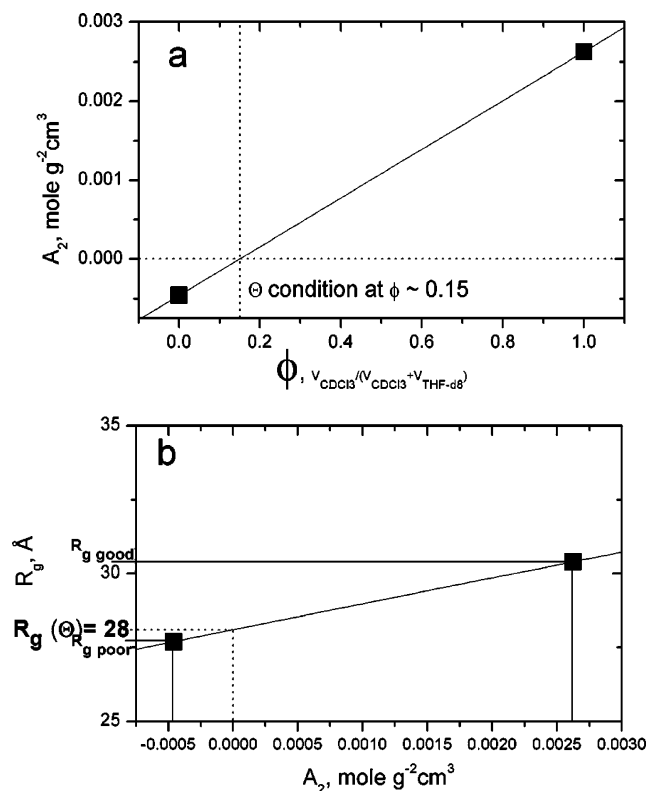 a
0.003
0.002
0.001
0.000
A2, mole g-2cm3
Θ condition at ϕ ~ 0.15
0.0 0.2 0.4 0.6 0.8 1.0
ϕ, VCDCl3/(VCDCl3+VTHF-d8)
b
35
30
25
Rg, Å
Rg good
Rg (Θ)= 28
Rg poor
-0.0005 0.0000 0.0005 0.0010 0.0015 0.0020 0.0025 0.0030
A2, mole g-2cm3